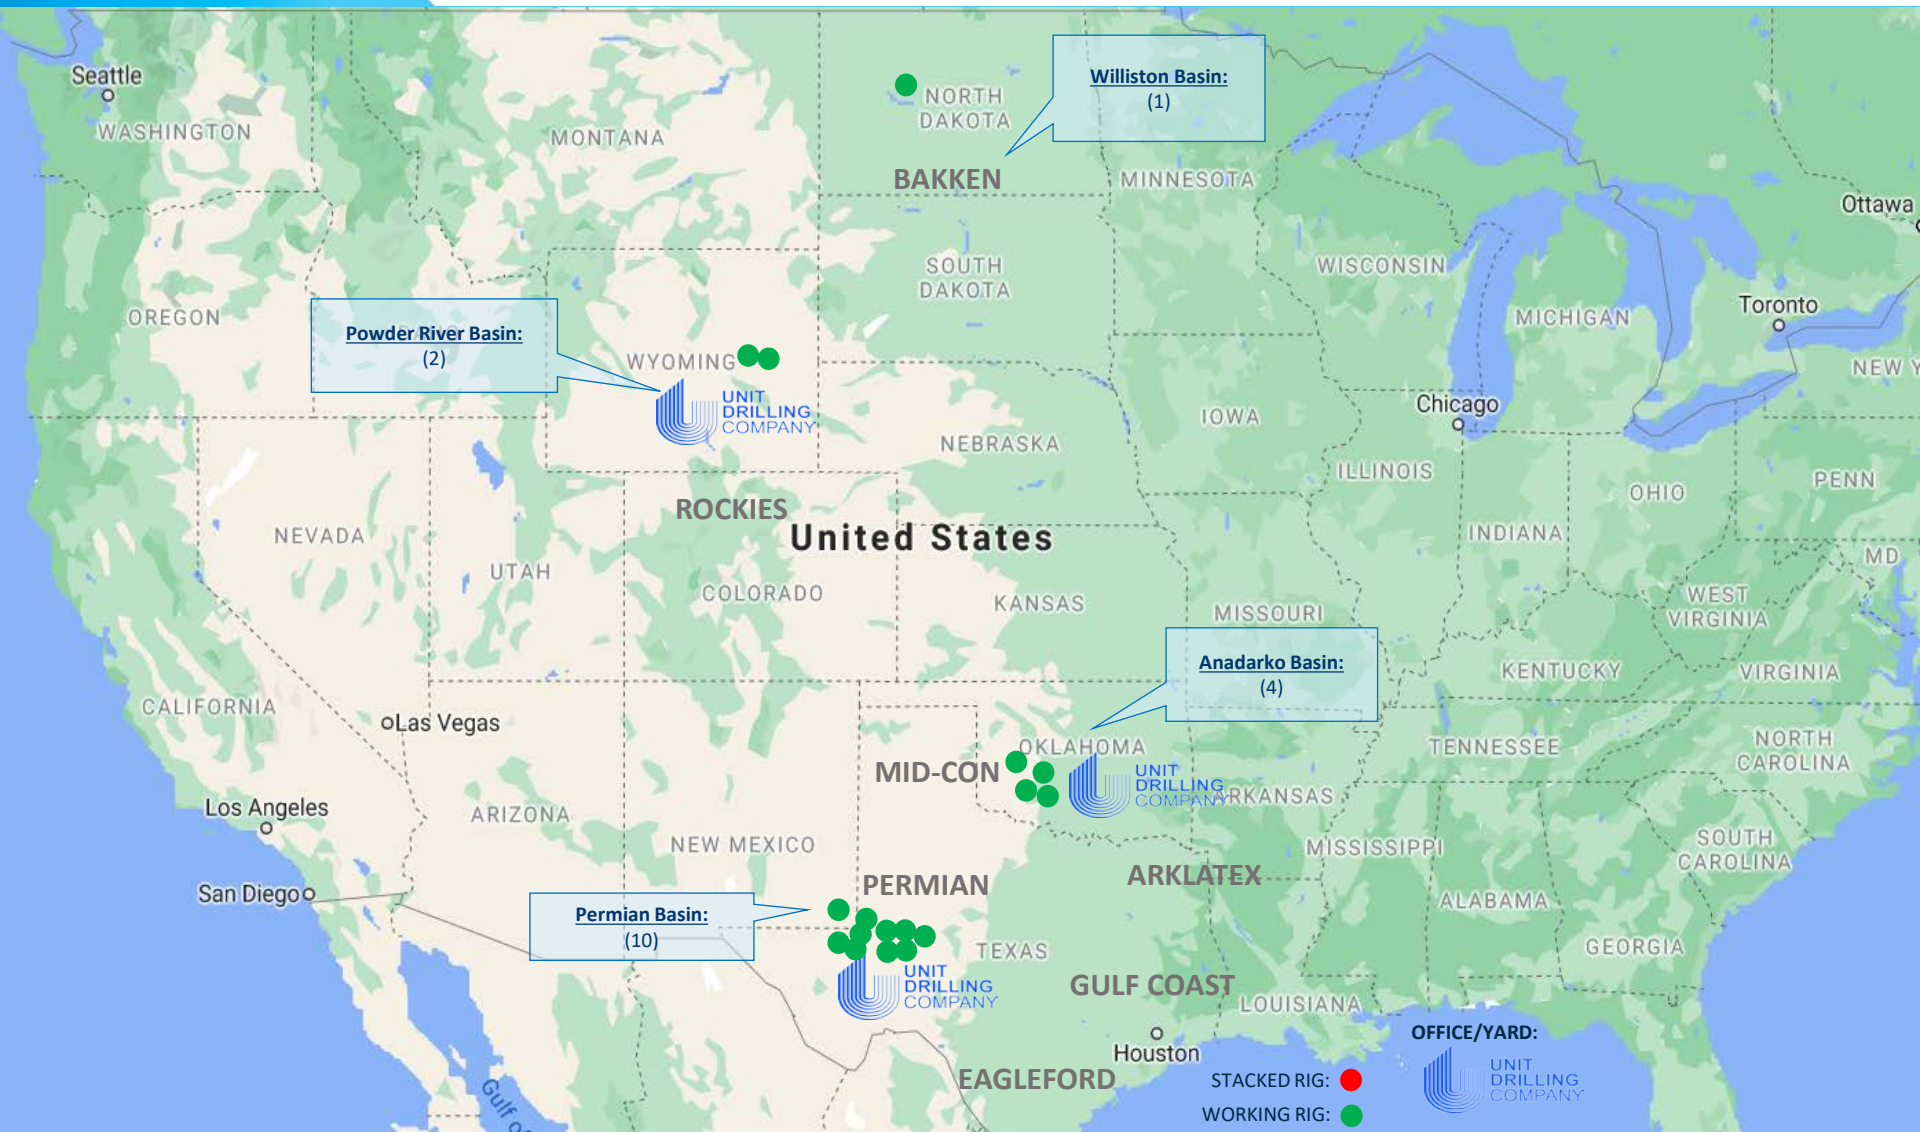 Seattle
WASHINGTON
MONTANA
NORTH
DAKOTA
BAKKEN
Williston Basin:
(1)
MINNESOTA
Ottawa
OREGON
Powder River Basin:
(2)
WYOMING
UNIT
DRILLING
COMPANY
SOUTH
DAKOTA
WISCONSIN
MICHIGAN
Toronto
NEW Y
IOWA
Chicago
NEBRASKA
ILLINOIS
INDIANA
OHIO
PENN
MD
ROCKIES
United States
NEVADA
UTAH
COLORADO
KANSAS
MISSOURI
WEST
VIRGINIA
KENTUCKY
VIRGINIA
Anadarko Basin:
(4)
CALIFORNIA
Las Vegas
OKLAHOMA
MID-CON
UNIT
DRILLING
COMPANY
ARKANSAS
TENNESSEE
NORTH
CAROLINA
Los Angeles
ARIZONA
NEW MEXICO
MISSISSIPPI
SOUTH
CAROLINA
San Diego
PERMIAN
ARKLATEX
ALABAMA
GEORGIA
Permian Basin:
(10)
TEXAS
UNIT
DRILLING
COMPANY
GULF COAST
LOUISIANA
Houston
EAGLEFORD
Gulf of
OFFICE/YARD:
UNIT
DRILLING
COMPANY
STACKED RIG:
WORKING RIG: